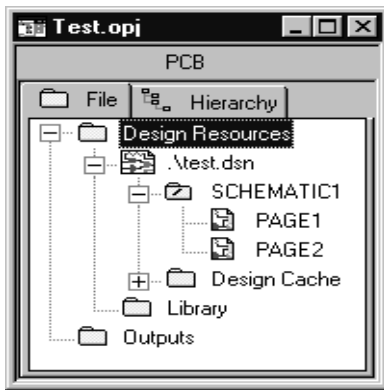 Test.opj
PCB
File Hierarchy
Design Resources
.\test.dsn
SCHEMATIC1
PAGE1
PAGE2
Design Cache
Library
Outputs